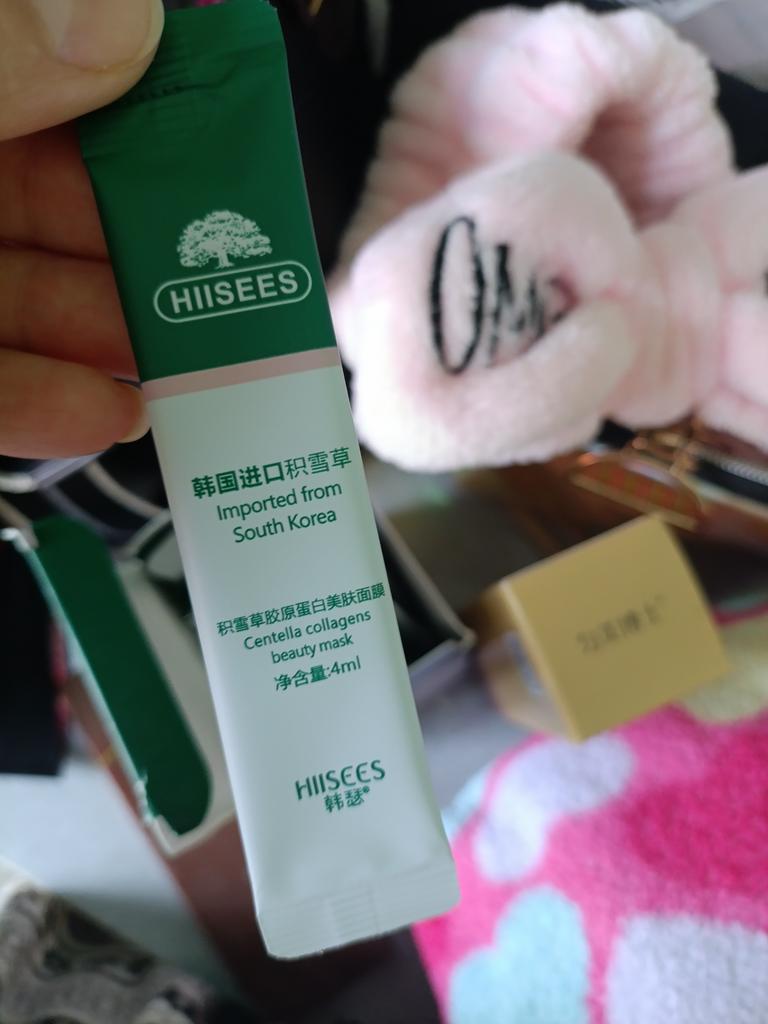 HIISEES
韩国进口积雪草
Imported from
South Korea
积雪草胶原蛋白美肤面膜
Centella collagens
beauty mask
净含量:4ml
HIISEES
韩瑟®